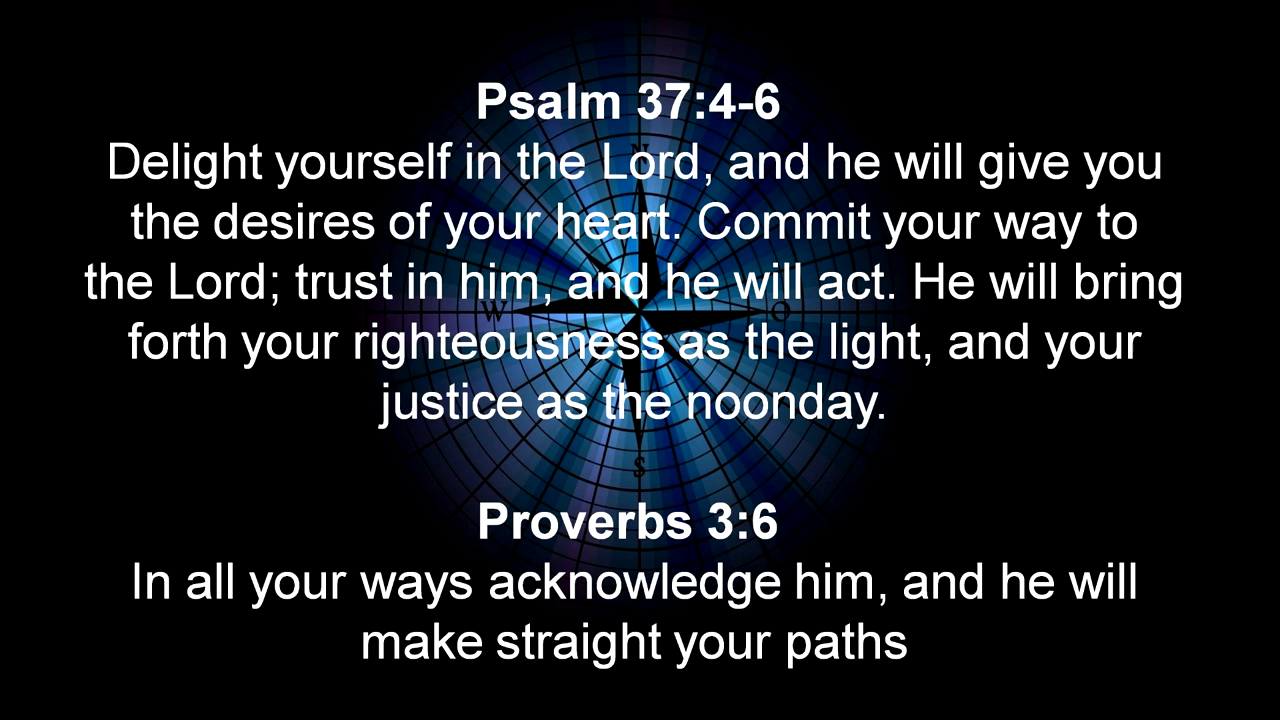 Psalm 37:4-6
Delight yourself in the Lord, and he will give you
the desires of your heart. Commit your way to
the Lord; trust in him, and he will act. He will bring
forth your righteousness as the light, and your
justice as the noonday.
Proverbs 3:6
In all your ways acknowledge him, and he will
make straight your paths
N
W
O
S